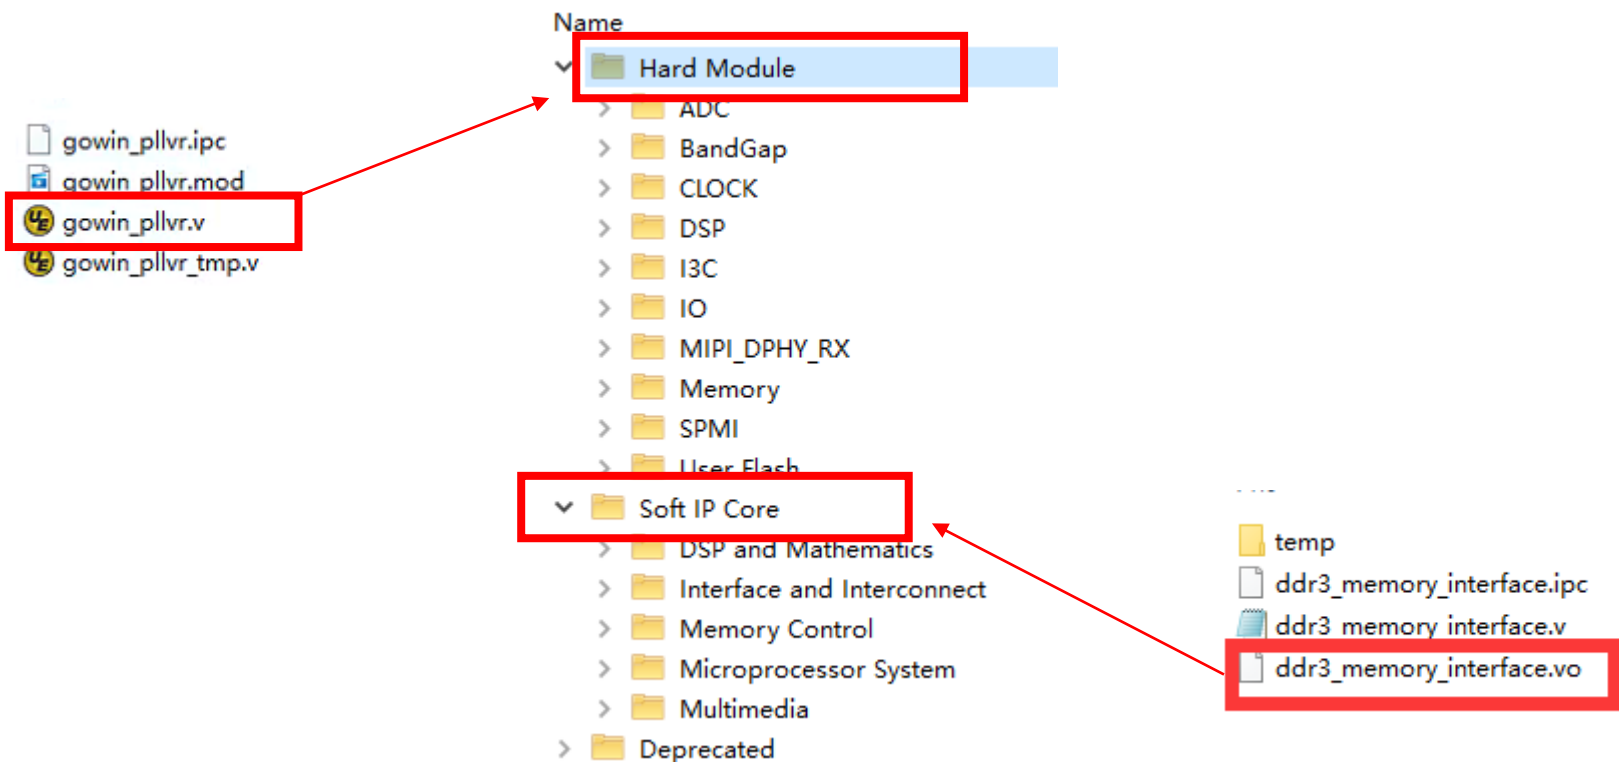 Name
Hard Module
ADC
BandGap
CLOCK
DSP
I3C
IO
MIPI_DPHY_RX
Memory
SPMI
User Flash
Soft IP Core
DSP and Mathematics
Interface and Interconnect
Memory Control
Microprocessor System
Multimedia
Deprecated
gowin_pllvr.ipc
gowin_pllvr.mod
gowin_pllvr.v
gowin_pllvr_tmp.v
temp
ddr3_memory_interface.ipc
ddr3_memory_interface.v
ddr3_memory_interface.vo